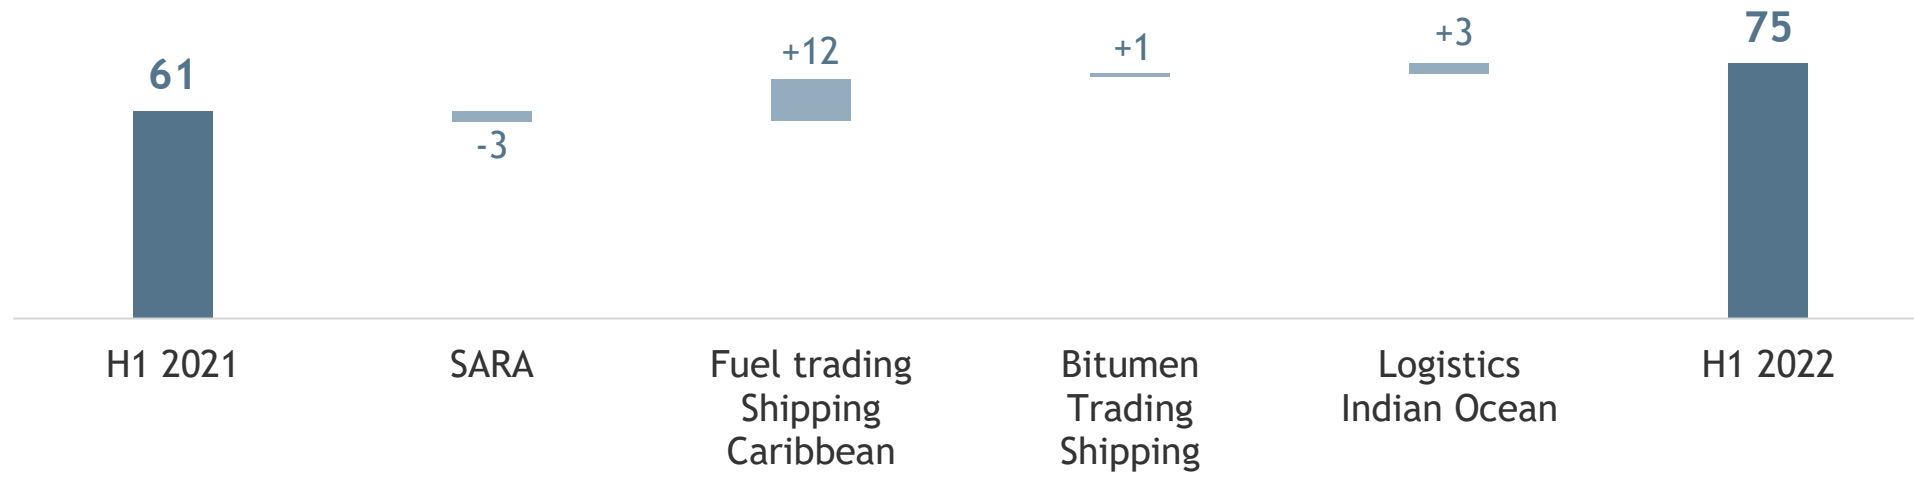 61
-3
+12
+1
+3
75
H1 2021
SARA
Fuel trading
Shipping
Caribbean
Bitumen
Trading
Shipping
Logistics
Indian Ocean
H1 2022